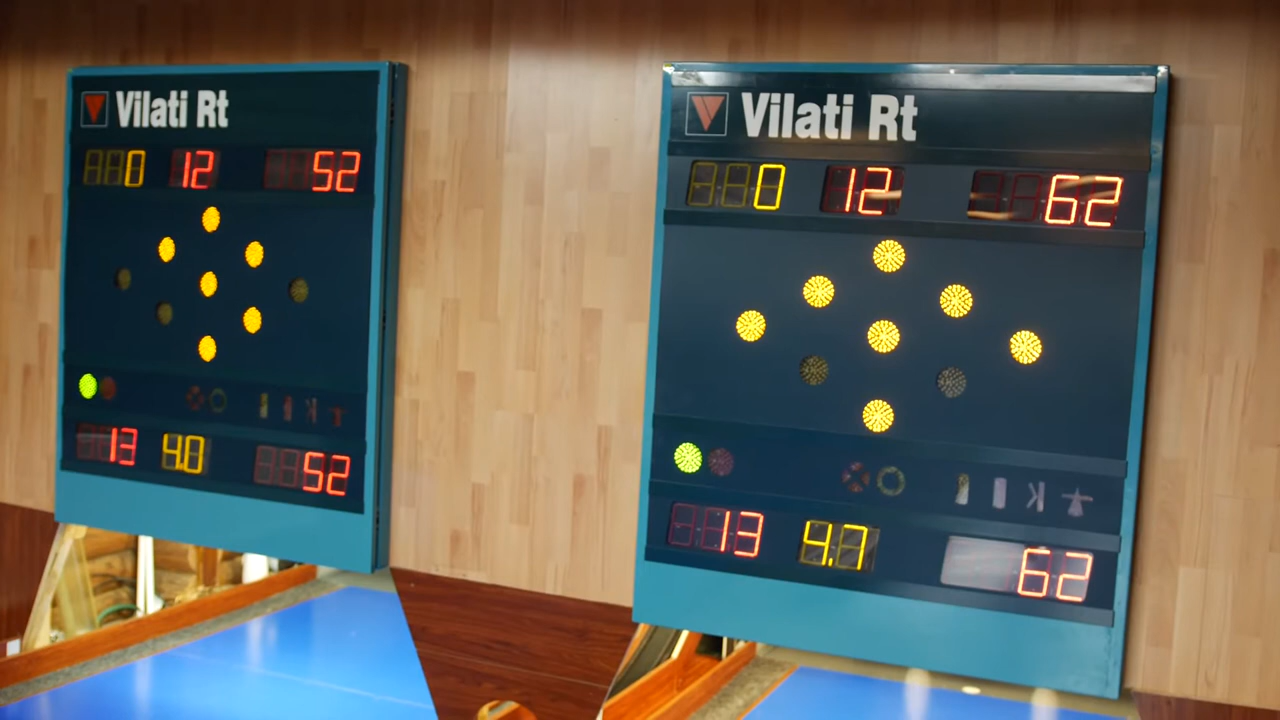 Vilati Rt
0 12 52
13 4.0 52
Vilati Rt
0 12 62
13 4.7 62